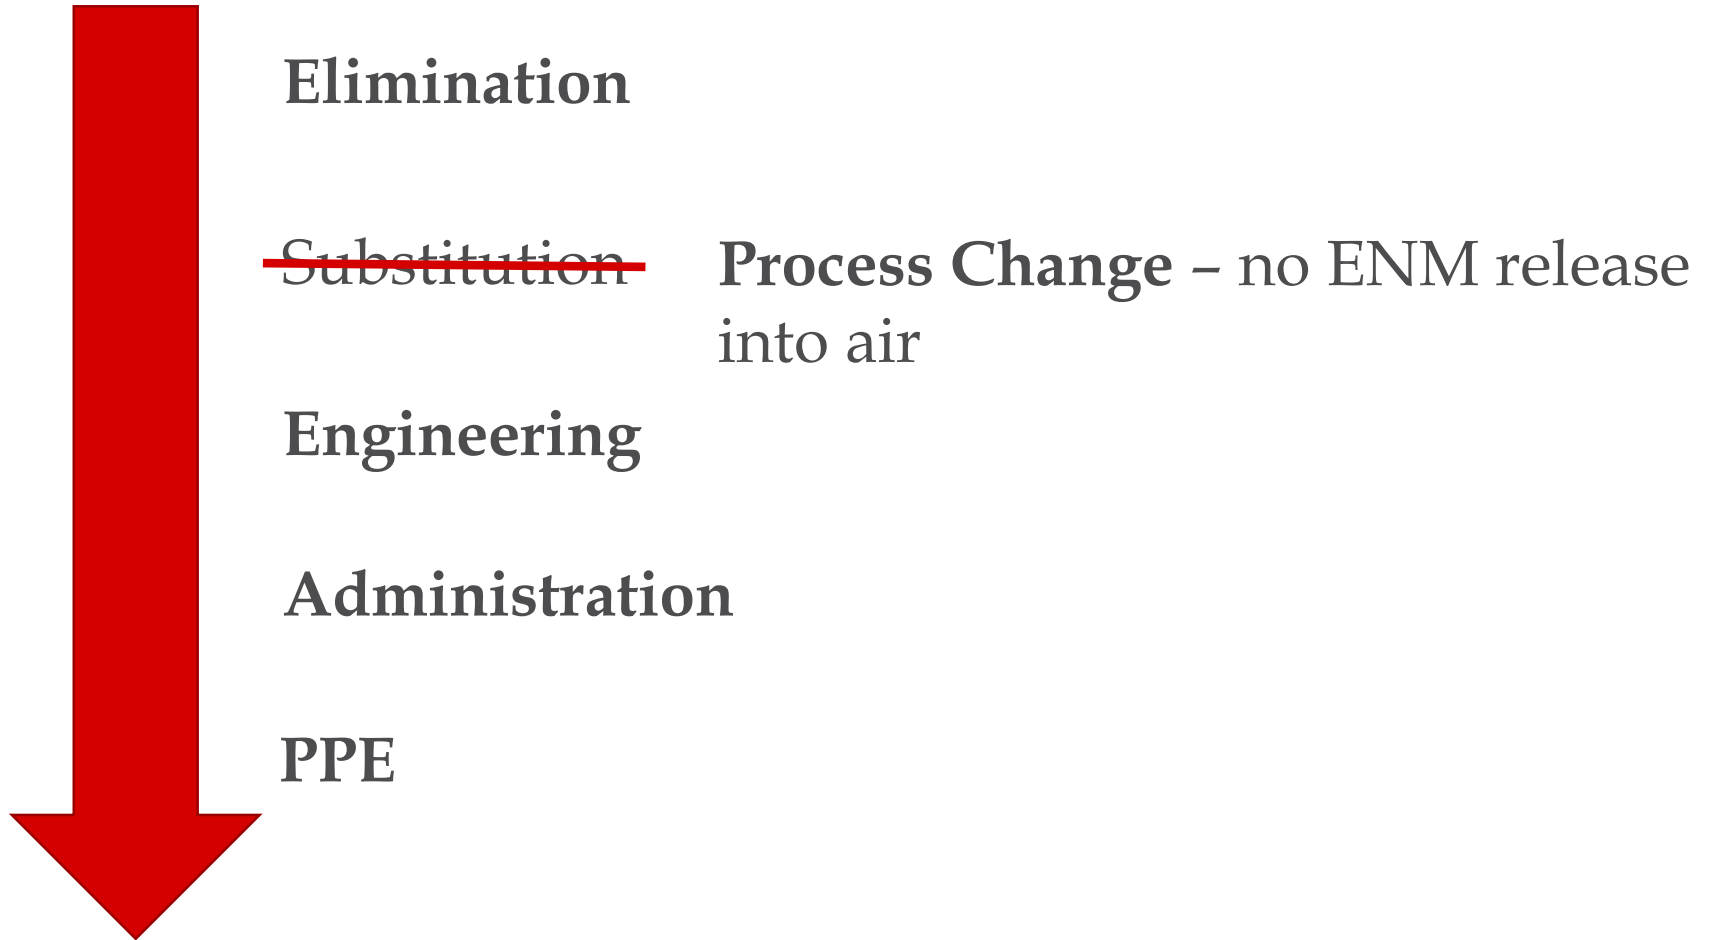 Elimination
Substitution
Process Change – no ENM release
into air
Engineering
Administration
PPE